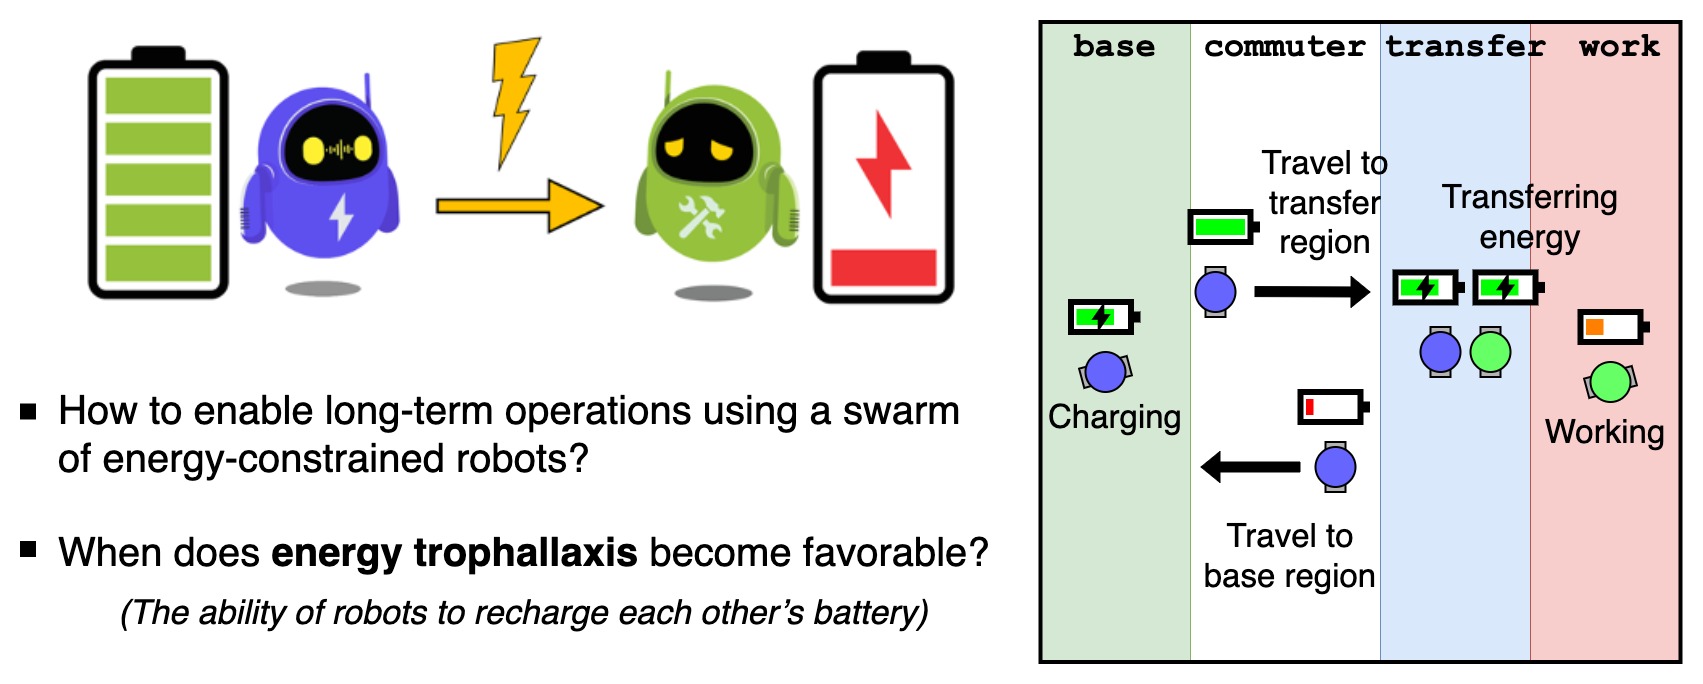 How to enable long-term operations using a swarm
of energy-constrained robots?
When does energy trophallaxis become favorable?
(The ability of robots to recharge each other’s battery)
base commuter transfer work
Travel to
transfer
region
Transferring
energy
Charging
Working
Travel to
base region